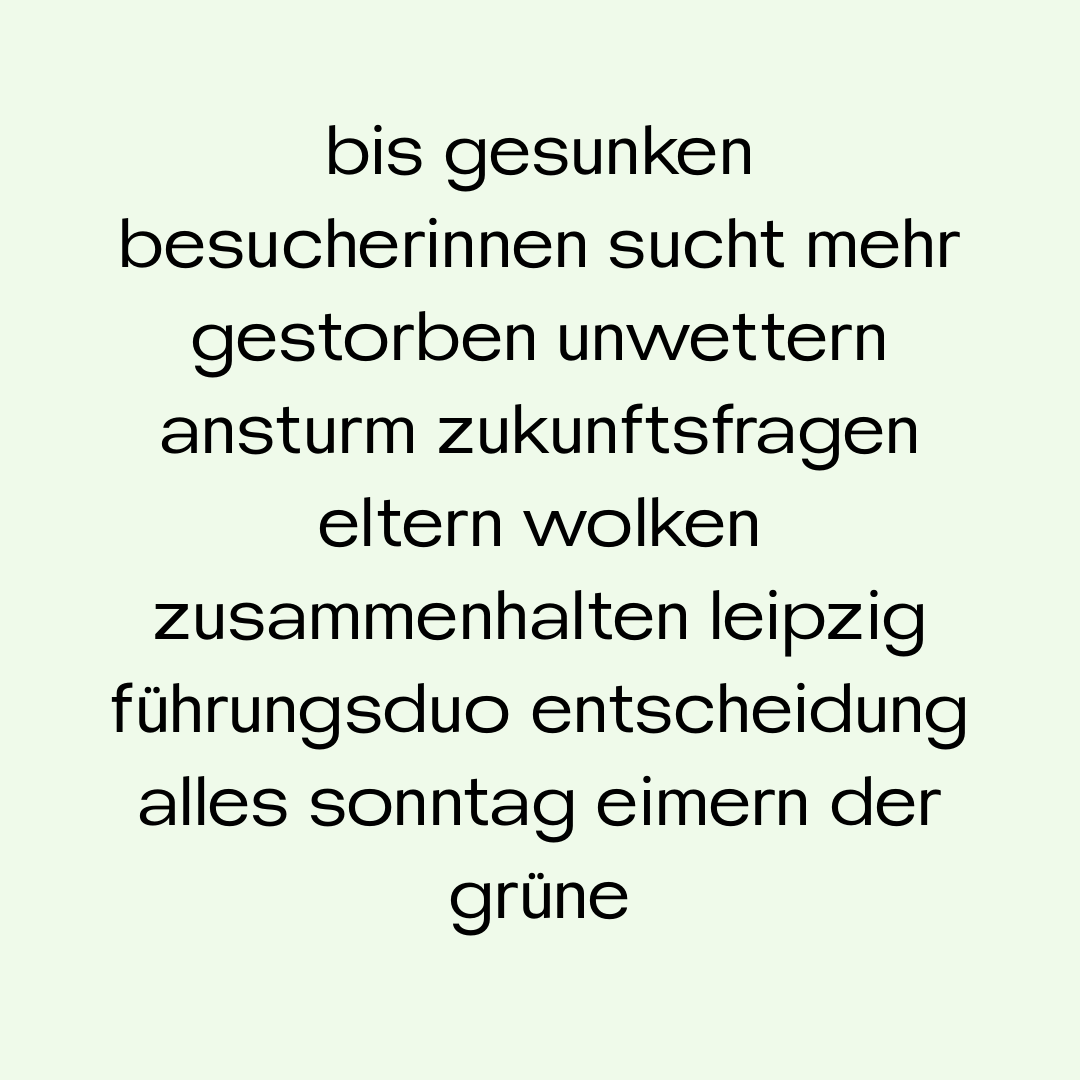 bis gesunken
besucherinnen sucht mehr
gestorben unwettern
ansturm zukunftsfragen
eltern wolken
zusammenhalten leipzig
führungsduo entscheidung
alles sonntag eimern der
grüne